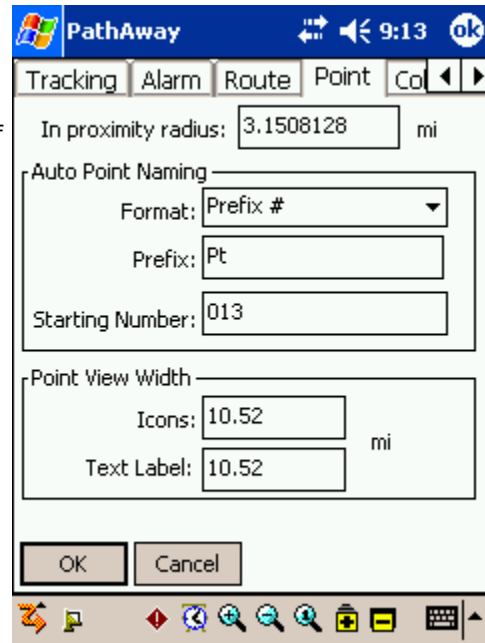 PathAway 9:13 ok
Tracking Alarm Route Point Col
In proximity radius: 3.1508128 mi
Auto Point Naming
Format: Prefix #
Prefix: Pt
Starting Number: 013
Point View Width
Icons: 10.52
mi
Text Label: 10.52
OK Cancel